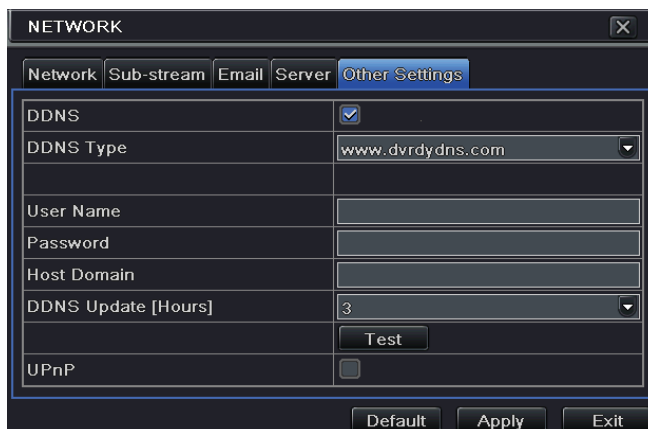 NETWORK
Network Sub-stream Email Server Other Settings
DDNS
DDNS Type www.dvrdydns.com
User Name
Password
Host Domain
DDNS Update [Hours] 3
Test
UPnP
Default Apply Exit